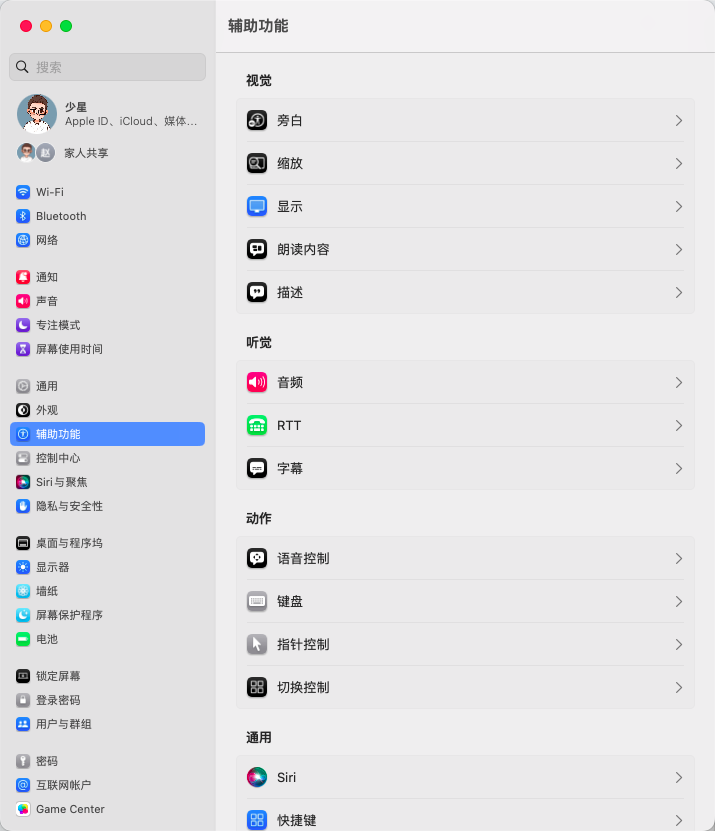 辅助功能
搜索
少星
Apple ID、iCloud、媒体...
赵
家人共享
Wi-Fi
Bluetooth
网络
通知
声音
专注模式
屏幕使用时间
通用
外观
辅助功能
控制中心
Siri与聚焦
隐私与安全性
桌面与程序坞
显示器
墙纸
屏幕保护程序
电池
锁定屏幕
登录密码
用户与群组
密码
互联网帐户
Game Center
视觉
旁白
缩放
显示
朗读内容
描述
听觉
音频
RTT
字幕
动作
语音控制
键盘
指针控制
切换控制
通用
Siri
快捷键